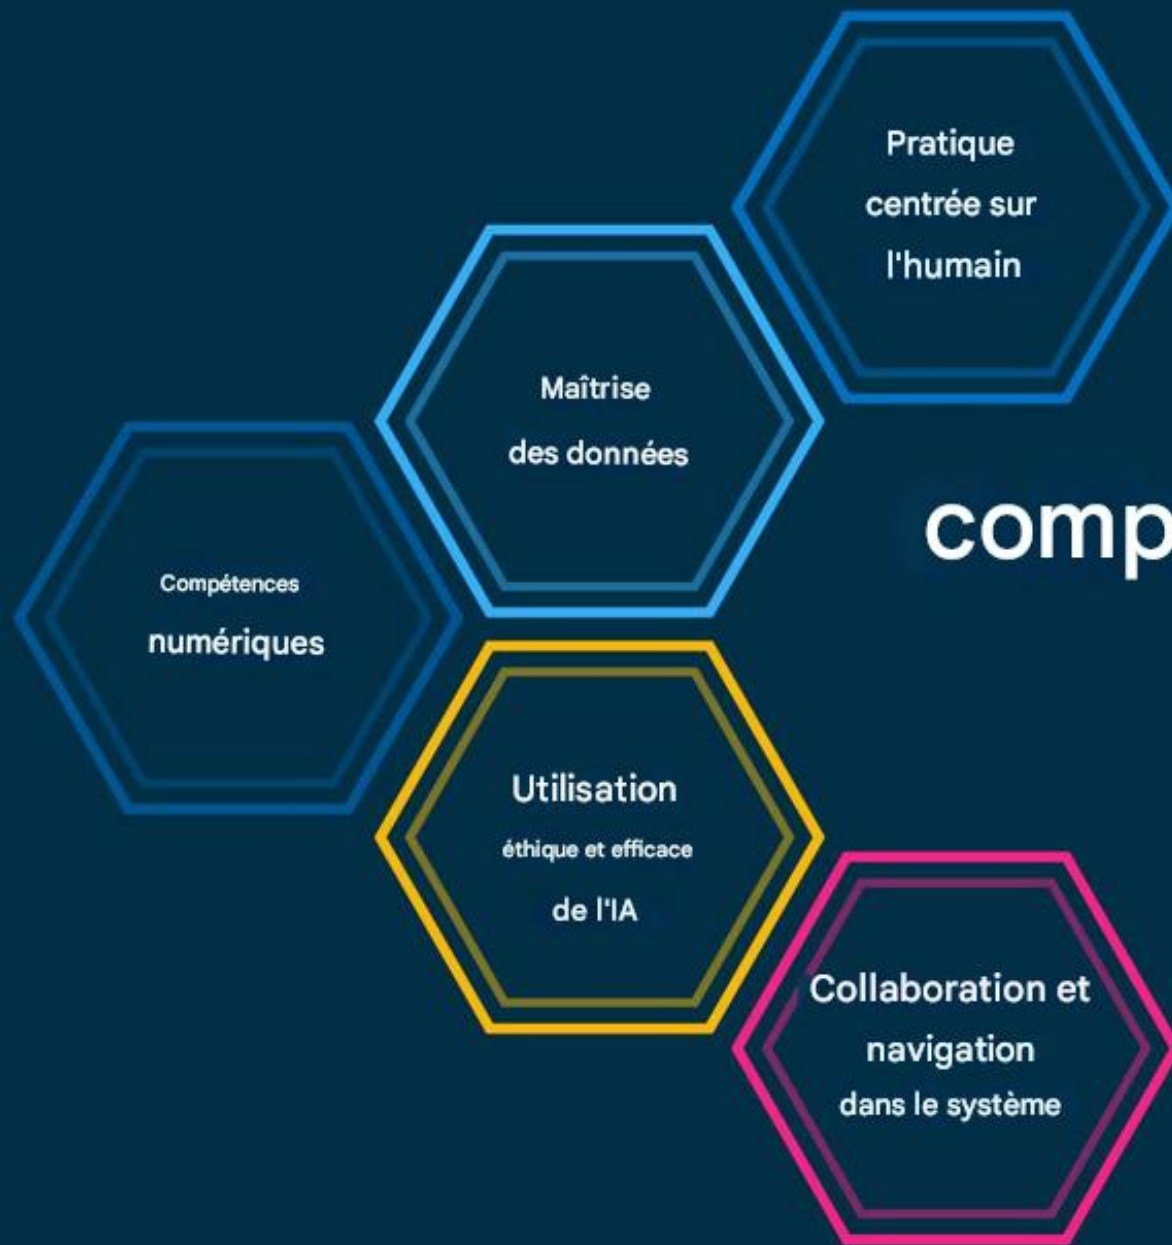 Pratique
centrée sur
l'humain
Maîtrise
des données
comp
Compétences
numériques
Utilisation
éthique et efficace
de l'IA
Collaboration et
navigation
dans le système